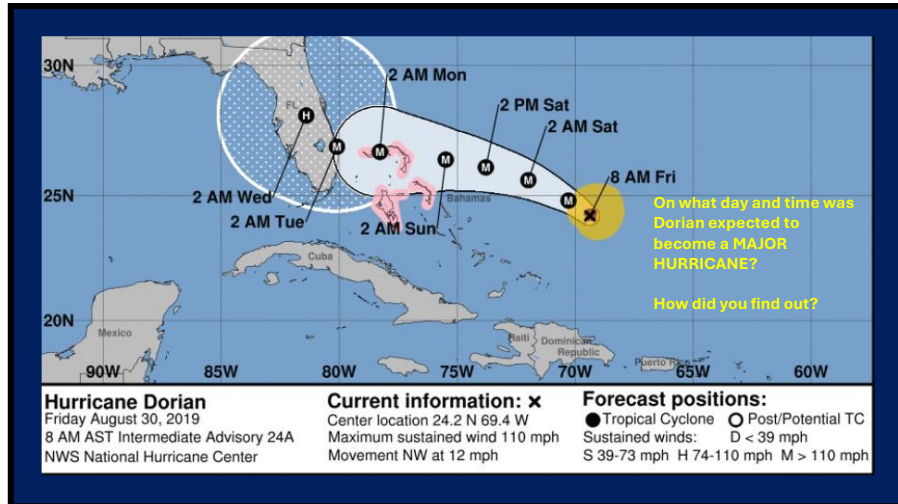 30N
2 AM Mon
2 PM Sat
2 AM Sat
FL
H
M
M
M
M
M
M
8 AM Fri
2 AM Wed
2 AM Tue
25N
Bahamas
2 AM Sun
On what day and time was
Dorian expected to
become a MAJOR
HURRICANE?
How did you find out?
Cuba
20N
Mexico
Haiti
Dominican
Republic
Puerto Rico
90W 85W 80W 75W 70W 65W 60W
Hurricane Dorian
Friday August 30, 2019
8 AM AST Intermediate Advisory 24A
NWS National Hurricane Center
Current information: ✖
Center location 24.2 N 69.4 W
Maximum sustained wind 110 mph
Movement NW at 12 mph
Forecast positions:
● Tropical Cyclone ○ Post/Potential TC
Sustained winds: D < 39 mph
S 39-73 mph H 74-110 mph M > 110 mph